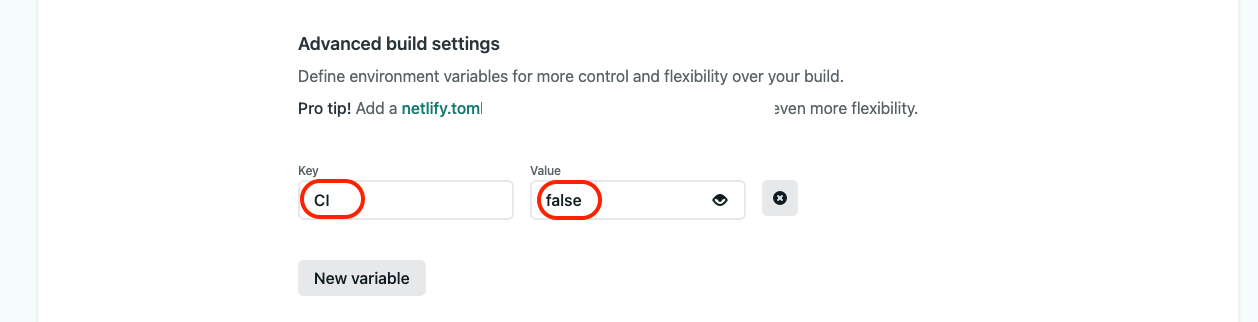 Advanced build settings
Define environment variables for more control and flexibility over your build.
Pro tip! Add a netlify.toml even more flexibility.
Key Value
CI false
New variable